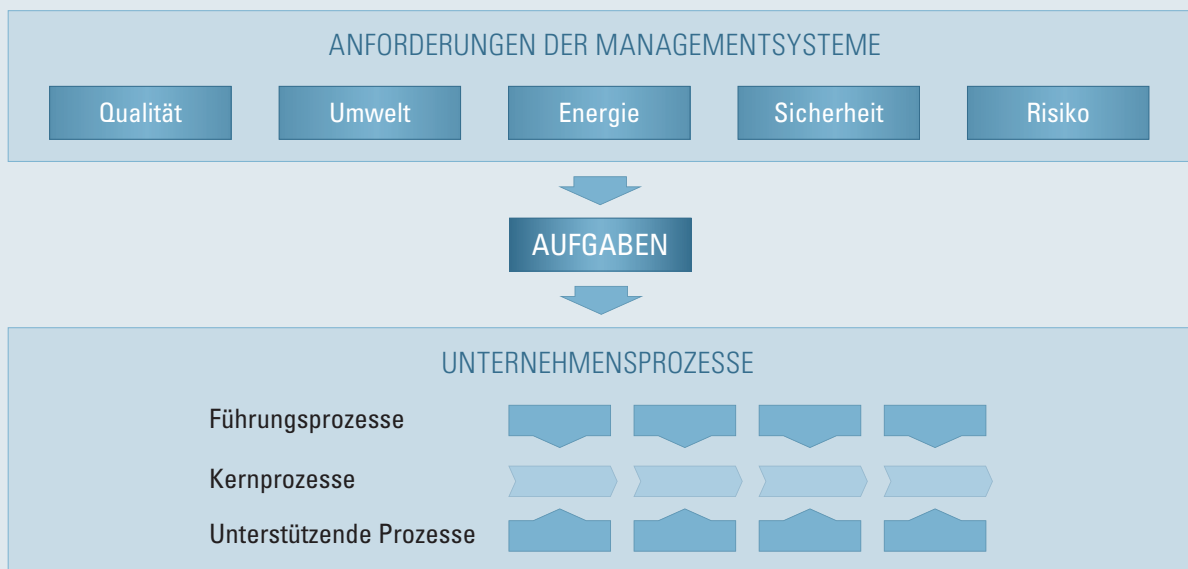 ANFORDERUNGEN DER MANAGEMENTSYSTEME
Qualität
Umwelt
Energie
Sicherheit
Risiko
AUFGABEN
UNTERNEHMENSPROZESSE
Führungsprozesse
Kernprozesse
Unterstützende Prozesse